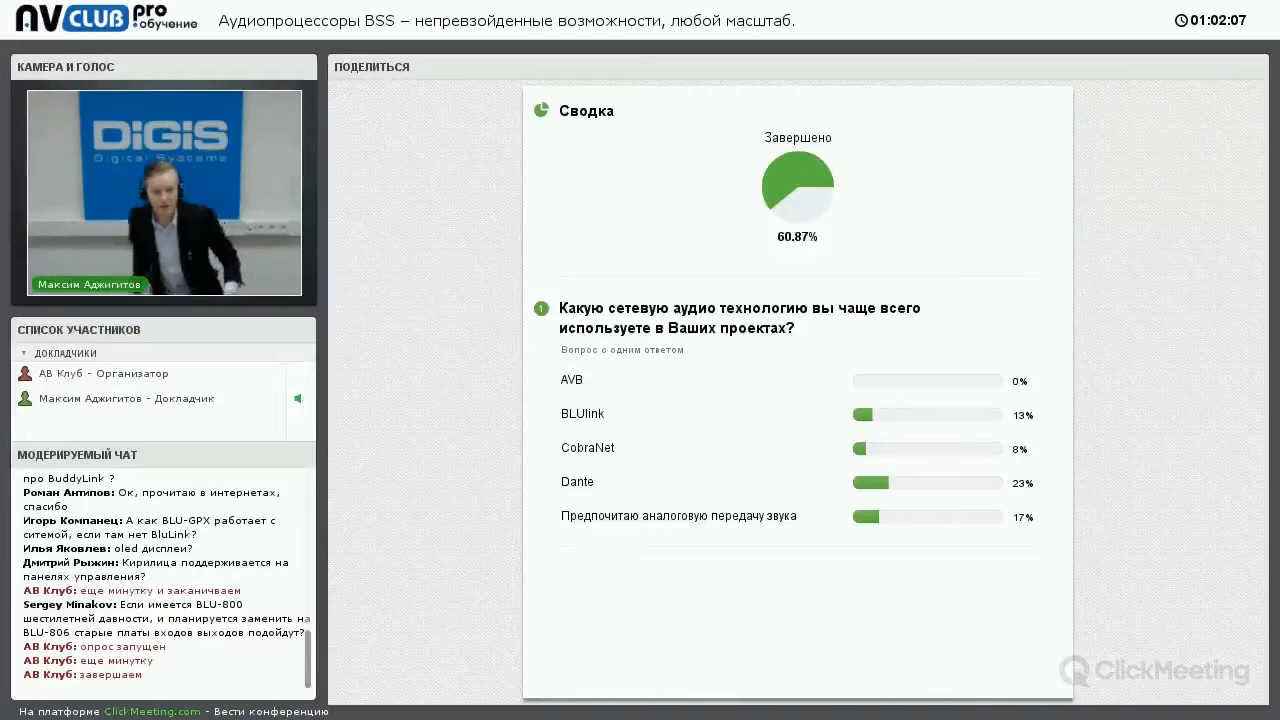 AVCLUB pro :обучение
Аудиопроцессоры BSS – непревзойденные возможности, любой масштаб.
01:02:07
КАМЕРА И ГОЛОС
DiGiS
Digital Systems
Максим Аджигитов
СПИСОК УЧАСТНИКОВ
ДОКЛАДЧИКИ
АВ Клуб - Организатор
Максим Аджигитов - Докладчик
МОДЕРИРУЕМЫЙ ЧАТ
про BuddyLink ?
Роман Антипов: Ок, прочитаю в интернетах,
спасибо
Игорь Компанец: А как BLU-GPX работает с
ситемой, если там нет BluLink?
Илья Яковлев: oled дисплеи?
Дмитрий Рыжин: Кирилица поддерживается на
панелях управления?
АВ Клуб: еще минутку и заканичваем
Sergey Minakov: Если имеется BLU-800
шестилетней давности, и планируется заменить на
BLU-806 старые платы входов выходов подойдут?
АВ Клуб: опрос запущен
АВ Клуб: еще минутку
АВ Клуб: завершаем
ПОДЕЛИТЬСЯ
Сводка
Завершено
60.87%
1 Какую сетевую аудио технологию вы чаще всего
используете в Ваших проектах?
Вопрос с одним ответом
AVB 0%
BLUlink 13%
CobraNet 8%
Dante 23%
Предпочитаю аналоговую передачу звука 17%
ClickMeeting
На платформе ClickMeeting.com - Вести конференцию